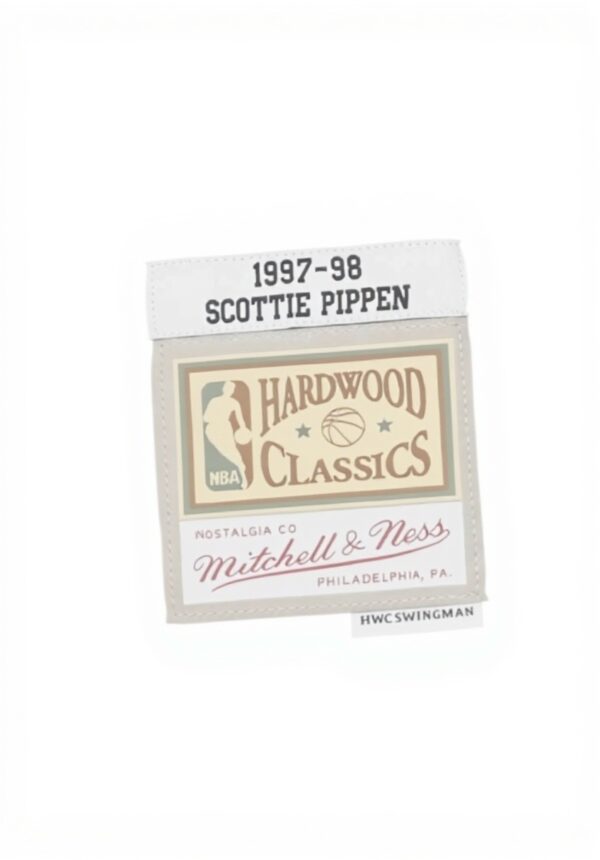 1997-98
SCOTTIE PIPPEN
HARDWOOD
CLASSICS
NBA
NOSTALGIA CO
Mitchell & Ness
PHILADELPHIA, PA.
HWCSWINGMAN